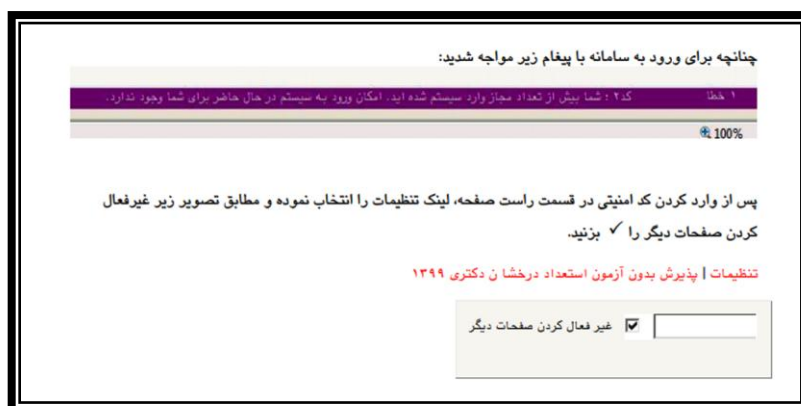 چنانچه برای ورود به سامانه با پیغام زیر مواجه شدید:
۱ خطا کد۲ : شما بیش از تعداد مجاز وارد سیستم شده اید. امکان ورود به سیستم در حال حاضر برای شما وجود ندارد.
100%
پس از وارد کردن کد امنیتی در قسمت راست صفحه، لینک تنظیمات را انتخاب نموده و مطابق تصویر زیر غیرفعال
کردن صفحات دیگر را ✓ بزنید.
تنظیمات | پذیرش بدون آزمون استعداد درخشا ن دکتری ۱۳۹۹
غیر فعال کردن صفحات دیگر